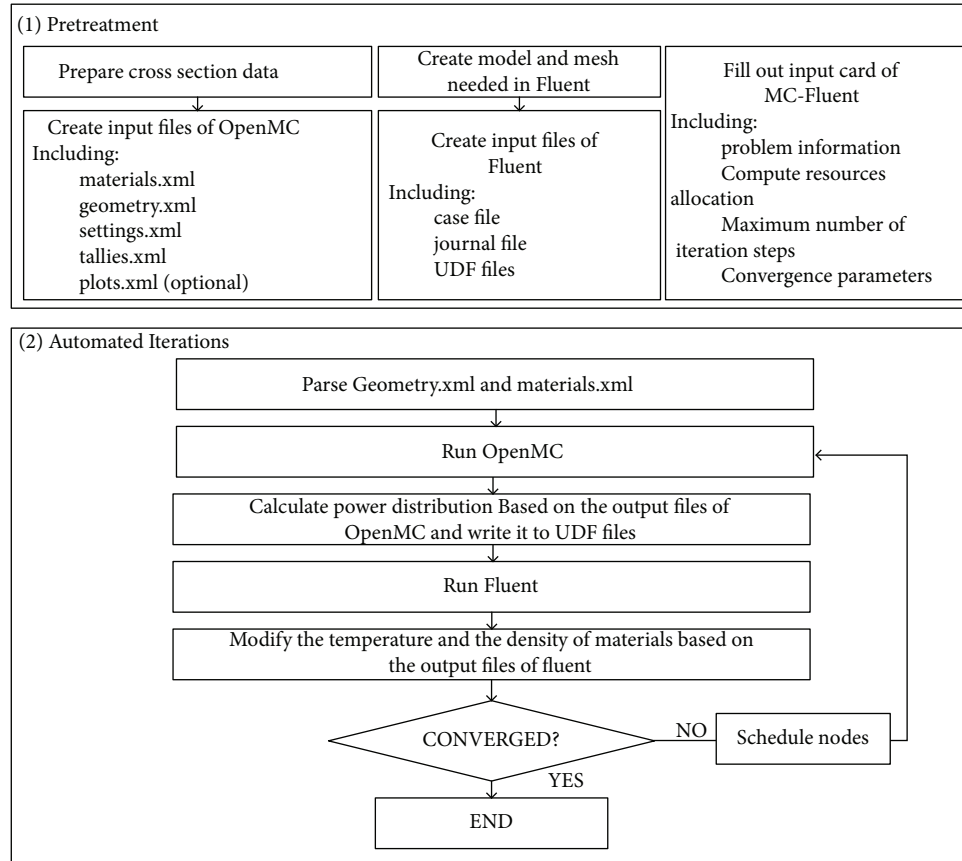 (1) Pretreatment
Prepare cross section data
Create input files of OpenMC
Including:
materials.xml
geometry.xml
settings.xml
tallies.xml
plots.xml (optional)
Create model and mesh
needed in Fluent
Create input files of
Fluent
Including:
case file
journal file
UDF files
Fill out input card of
MC-Fluent
Including:
problem information
Compute resources
allocation
Maximum number of
iteration steps
Convergence parameters
(2) Automated Iterations
Parse Geometry.xml and materials.xml
Run OpenMC
Calculate power distribution Based on the output files of
OpenMC and write it to UDF files
Run Fluent
Modify the temperature and the density of materials based on
the output files of fluent
CONVERGED?
NO
Schedule nodes
YES
END